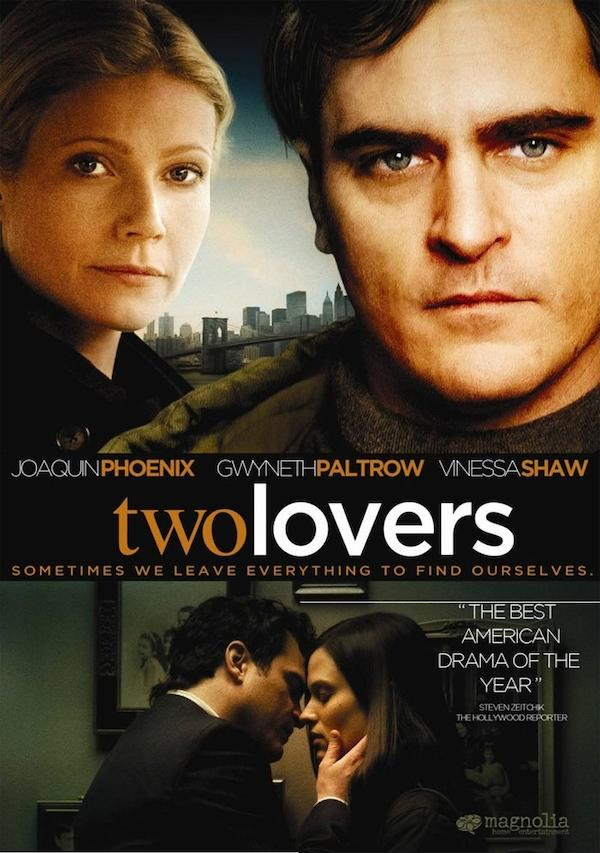 JOAQUINPHOENIX GWYNETHPALTROW VINESSASHAW
twolovers
SOMETIMES WE LEAVE EVERYTHING TO FIND OURSELVES.
“THE BEST
AMERICAN
DRAMA OF THE
YEAR”
STEVEN ZEITCHIK
THE HOLLYWOOD REPORTER
magnolia
home entertainment